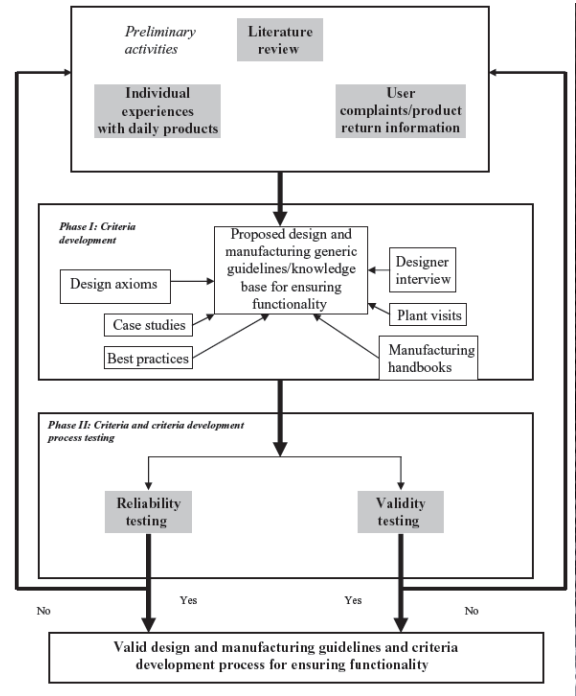 Preliminary
activities
Literature
review
Individual
experiences
with daily products
User
complaints/product
return information
Phase I: Criteria
development
Proposed design and
manufacturing generic
guidelines/knowledge
base for ensuring
functionality
Design axioms
Designer
interview
Case studies
Plant visits
Best practices
Manufacturing
handbooks
Phase II: Criteria and criteria development
process testing
Reliability
testing
Validity
testing
No
Yes
Yes
No
Valid design and manufacturing guidelines and criteria
development process for ensuring functionality